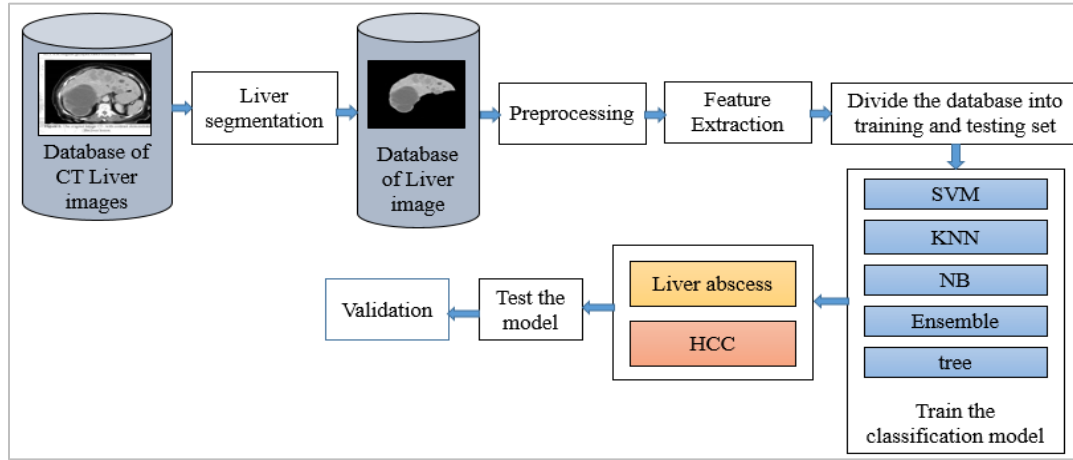 Database of
CT Liver
images
Liver
segmentation
Database
of Liver
image
Preprocessing
Feature
Extraction
Divide the database into
training and testing set
SVM
KNN
NB
Ensemble
tree
Train the
classification model
Liver abscess
HCC
Test the
model
Validation